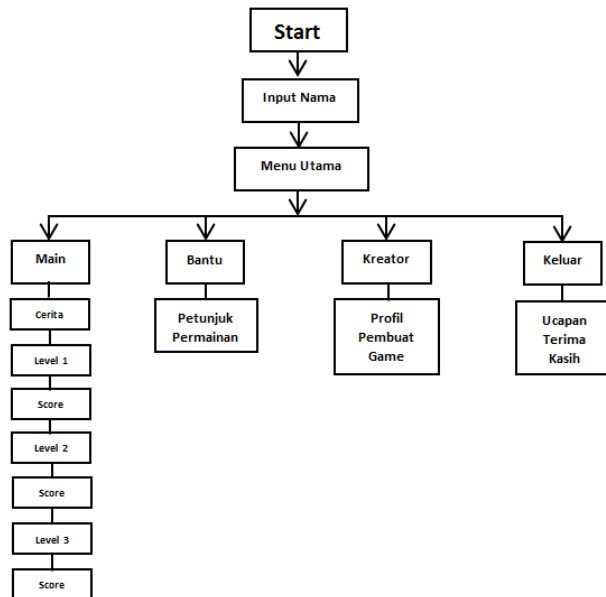 Start
Input Nama
Menu Utama
Main
Bantu
Kreator
Keluar
Cerita
Petunjuk
Permainan
Profil
Pembuat
Game
Ucapan
Terima
Kasih
Level 1
Score
Level 2
Score
Level 3
Score